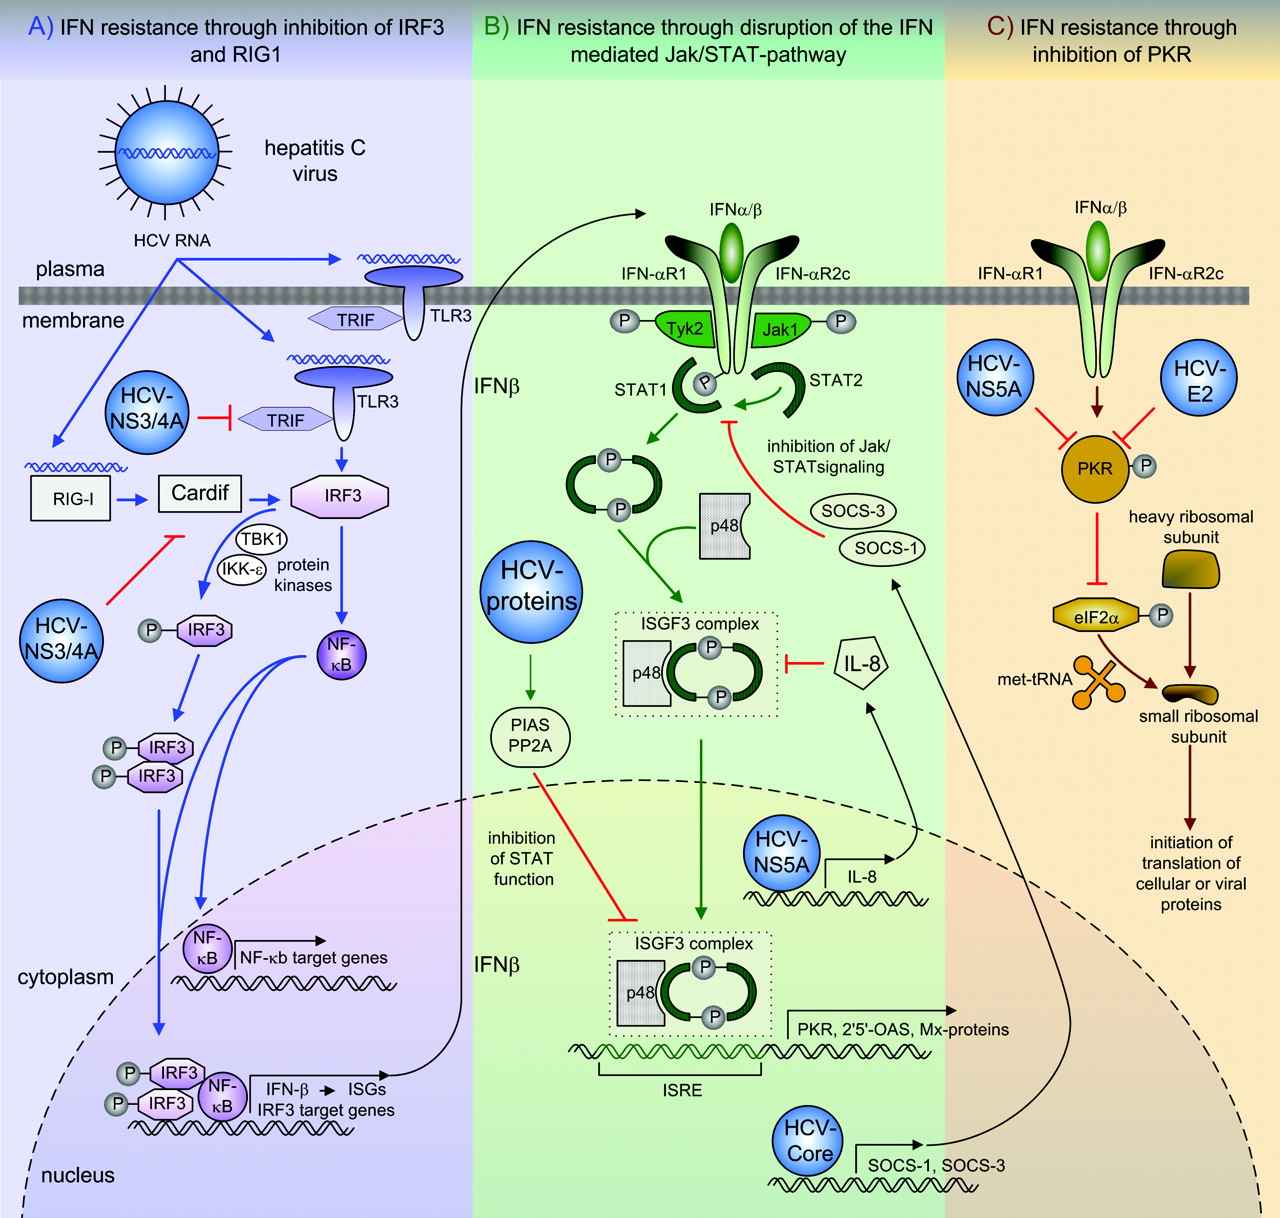 A) IFN resistance through inhibition of IRF3
and RIG1
B) IFN resistance through disruption of the IFN
mediated Jak/STAT-pathway
C) IFN resistance through
inhibition of PKR
hepatitis C
virus
HCV RNA
plasma
membrane
TRIF
TLR3
HCV-
NS3/4A
TRIF
TLR3
RIG-I
Cardif
IRF3
TBK1
IKK-ε
protein
kinases
HCV-
NS3/4A
P
IRF3
NF-
κB
P
IRF3
P
IRF3
cytoplasm
NF-
κB
NF-κb target genes
P
IRF3
P
IRF3
NF-
κB
IFN-β
ISGs
IRF3 target genes
nucleus
IFNα/β
IFN-αR1
IFN-αR2c
P
Tyk2
Jak1
P
IFNβ
STAT1
P
STAT2
inhibition of Jak/
STATsignaling
P
P
p48
SOCS-3
SOCS-1
HCV-
proteins
ISGF3 complex
p48
P
P
IL-8
PIAS
PP2A
inhibition
of STAT
function
HCV-
NS5A
IL-8
IFNβ
ISGF3 complex
p48
P
P
PKR, 2'5'-OAS, Mx-proteins
ISRE
HCV-
Core
SOCS-1, SOCS-3
IFNα/β
IFN-αR1
IFN-αR2c
HCV-
NS5A
HCV-
E2
PKR
P
heavy ribosomal
subunit
eIF2α
P
met-tRNA
small ribosomal
subunit
initiation of
translation of
cellular or viral
proteins